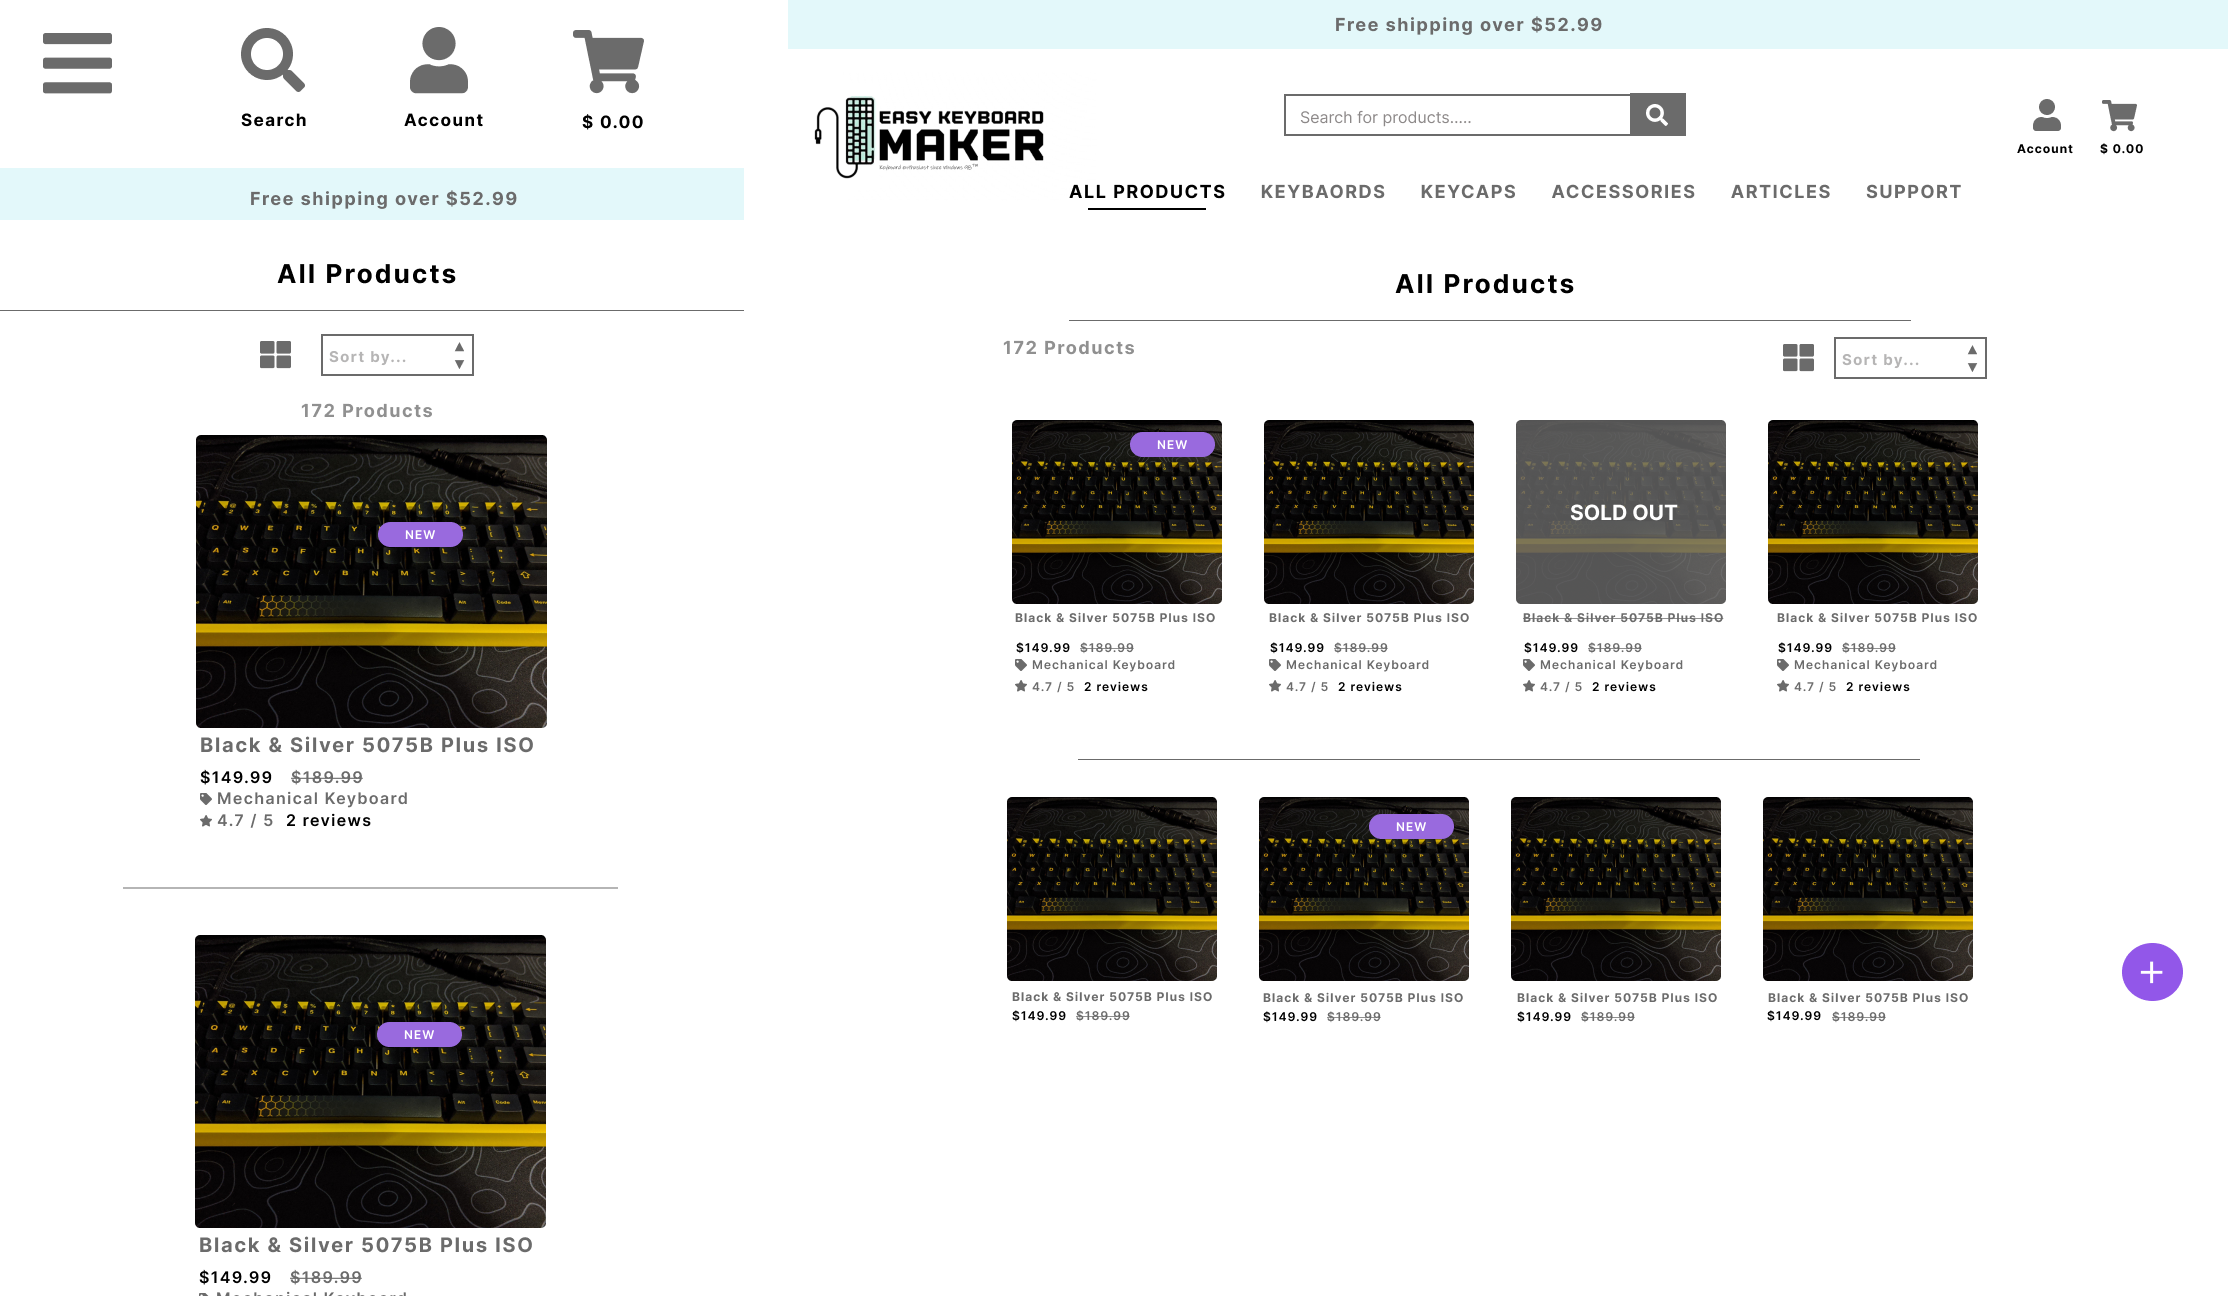 Search
Account
$ 0.00
Free shipping over $52.99
All Products
Sort by...
172 Products
NEW
Black & Silver 5075B Plus ISO
$149.99 $189.99
Mechanical Keyboard
4.7 / 5 2 reviews
NEW
Black & Silver 5075B Plus ISO
$149.99 $189.99
Mechanical Keyboard
Free shipping over $52.99
EASY KEYBOARD
MAKER
Search for products.....
Account
$ 0.00
ALL PRODUCTS KEYBAORDS KEYCAPS ACCESSORIES ARTICLES SUPPORT
All Products
172 Products
Sort by...
NEW
SOLD OUT
Black & Silver 5075B Plus ISO Black & Silver 5075B Plus ISO Black & Silver 5075B Plus ISO Black & Silver 5075B Plus ISO
$149.99 $189.99 $149.99 $189.99 $149.99 $189.99 $149.99 $189.99
Mechanical Keyboard Mechanical Keyboard Mechanical Keyboard Mechanical Keyboard
4.7 / 5 2 reviews 4.7 / 5 2 reviews 4.7 / 5 2 reviews 4.7 / 5 2 reviews
NEW
Black & Silver 5075B Plus ISO Black & Silver 5075B Plus ISO Black & Silver 5075B Plus ISO Black & Silver 5075B Plus ISO
$149.99 $189.99 $149.99 $189.99 $149.99 $189.99 $149.99 $189.99